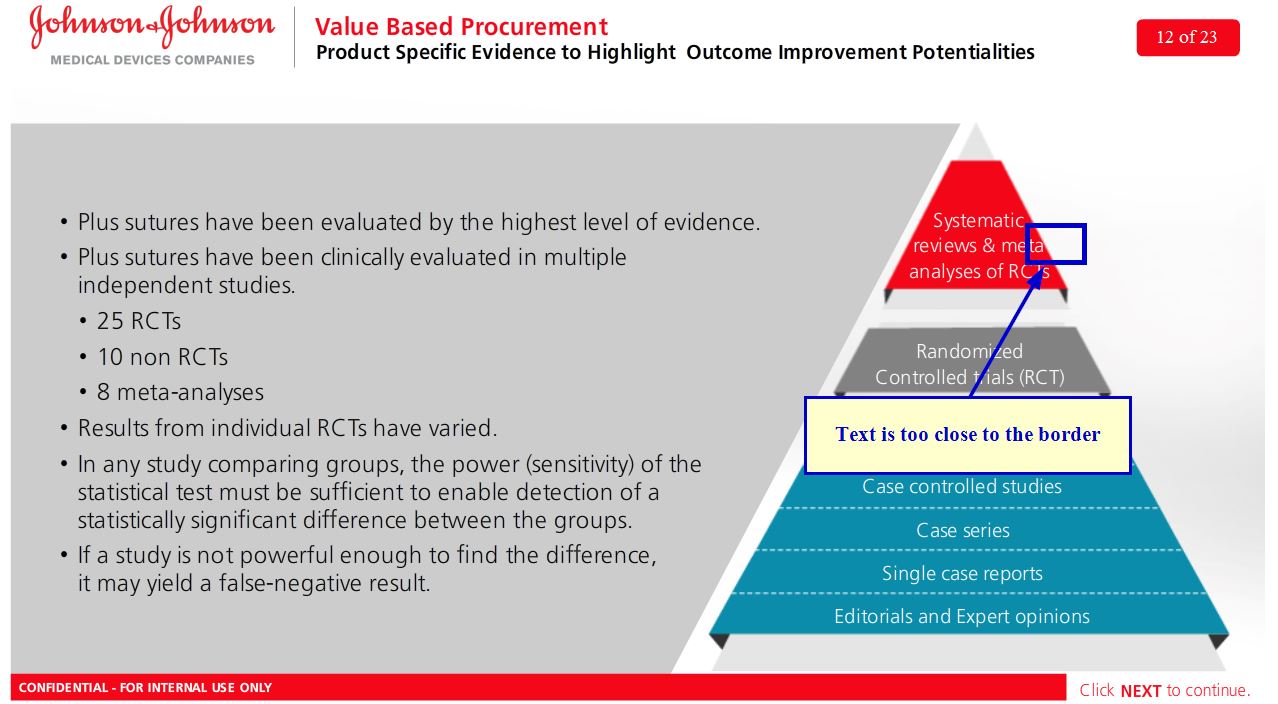 Johnson & Johnson
MEDICAL DEVICES COMPANIES
Value Based Procurement
Product Specific Evidence to Highlight Outcome Improvement Potentialities
12 of 23
• Plus sutures have been evaluated by the highest level of evidence.
• Plus sutures have been clinically evaluated in multiple
independent studies.
• 25 RCTs
• 10 non RCTs
• 8 meta-analyses
• Results from individual RCTs have varied.
• In any study comparing groups, the power (sensitivity) of the
statistical test must be sufficient to enable detection of a
statistically significant difference between the groups.
• If a study is not powerful enough to find the difference,
it may yield a false-negative result.
Systematic
reviews & meta
analyses of RCTs
Randomized
Controlled trials (RCT)
Text is too close to the border
Case controlled studies
Case series
Single case reports
Editorials and Expert opinions
CONFIDENTIAL - FOR INTERNAL USE ONLY
Click NEXT to continue.